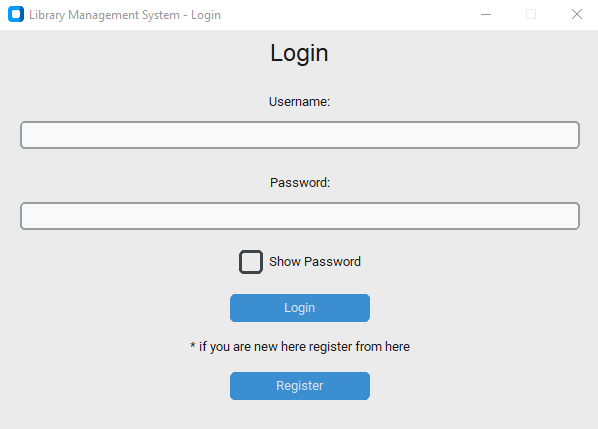 Library Management System - Login
Login
Username:
Password:
Show Password
Login
* if you are new here register from here
Register